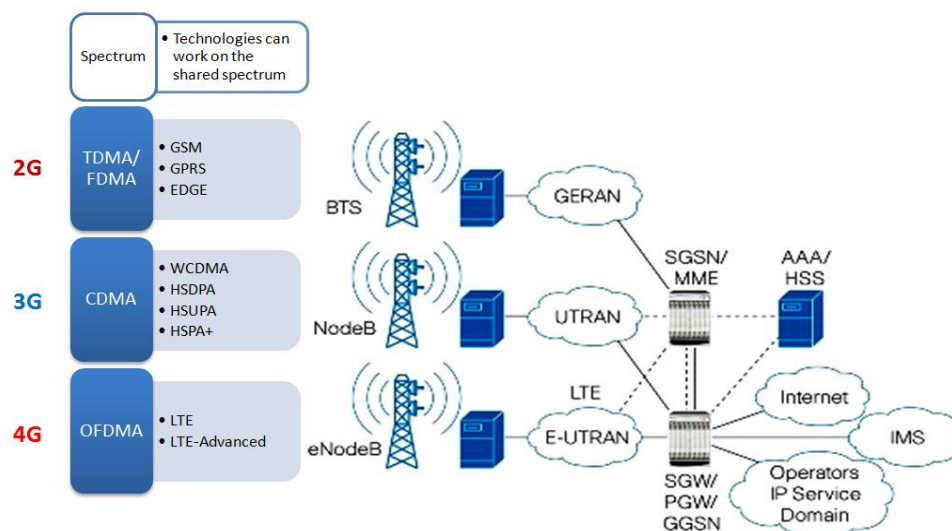 Spectrum
• Technologies can
work on the
shared spectrum
2G
TDMA/
FDMA
• GSM
• GPRS
• EDGE
BTS
GERAN
3G
CDMA
• WCDMA
• HSDPA
• HSUPA
• HSPA+
NodeB
UTRAN
SGSN/
MME
AAA/
HSS
4G
OFDMA
• LTE
• LTE-Advanced
eNodeB
LTE
E-UTRAN
SGW/
PGW/
GGSN
Internet
IMS
Operators
IP Service
Domain